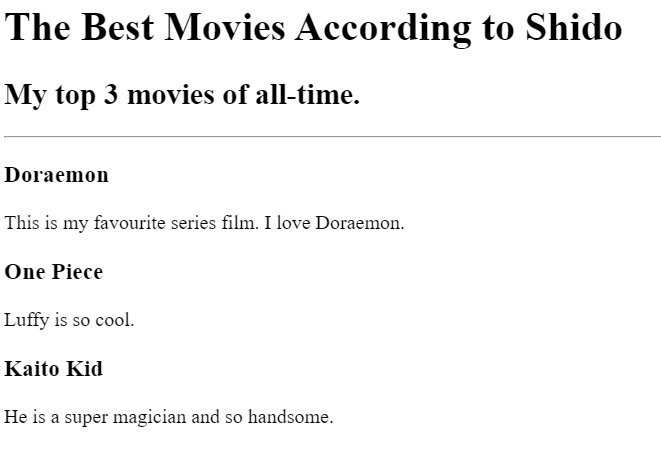 The Best Movies According to Shido
My top 3 movies of all-time.
Doraemon
This is my favourite series film. I love Doraemon.
One Piece
Luffy is so cool.
Kaito Kid
He is a super magician and so handsome.